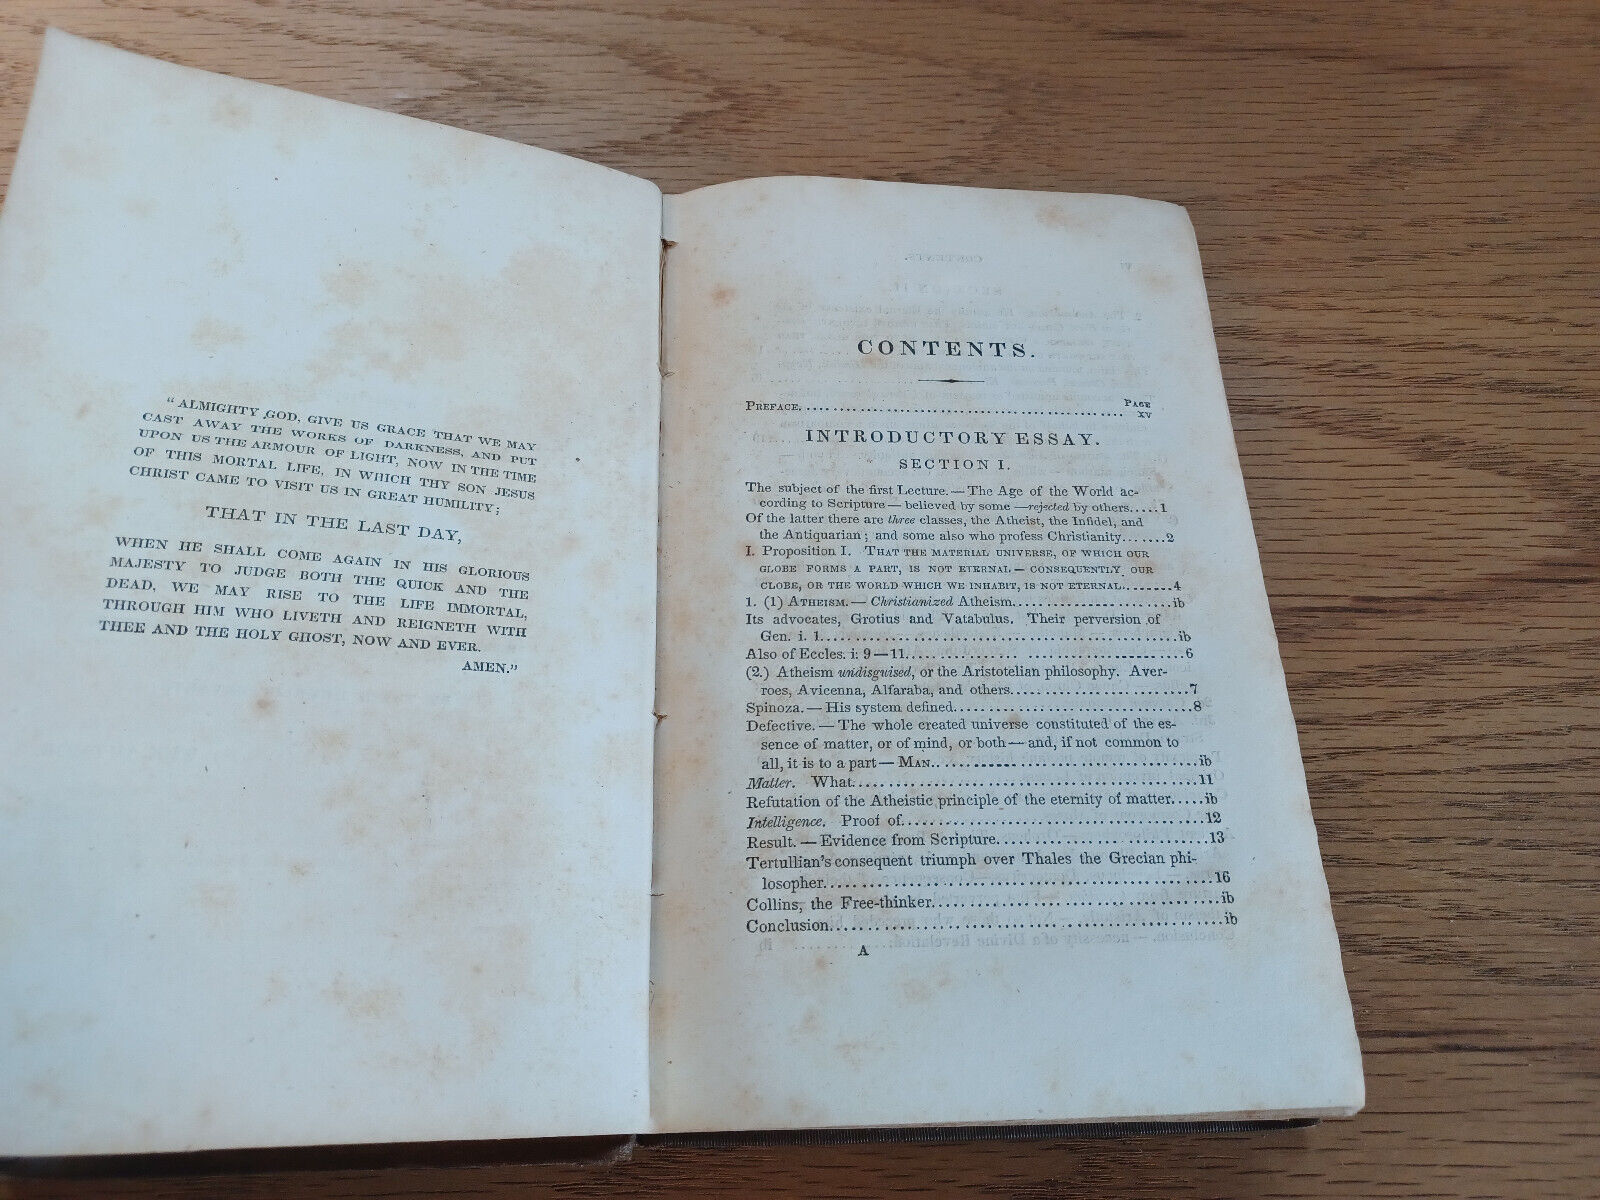 " ALMIGHTY GOD, GIVE US GRACE THAT WE MAY
CAST AWAY THE WORKS OF DARKNESS, AND PUT
UPON US THE ARMOUR OF LIGHT, NOW IN THE TIME
OF THIS MORTAL LIFE, IN WHICH THY SON JESUS
CHRIST CAME TO VISIT US IN GREAT HUMILITY;
THAT IN THE LAST DAY,
WHEN HE SHALL COME AGAIN IN HIS GLORIOUS
MAJESTY TO JUDGE BOTH THE QUICK AND THE
DEAD, WE MAY RISE TO THE LIFE IMMORTAL,
THROUGH HIM WHO LIVETH AND REIGNETH WITH
THEE AND THE HOLY GHOST, NOW AND EVER.
AMEN."
CONTENTS.
PAGE
PREFACE, ........ XV
INTRODUCTORY ESSAY.
SECTION I.
The subject of the first Lecture. — The Age of the World ac-
cording to Scripture — believed by some — rejected by others.....1
Of the latter there are three classes, the Atheist, the Infidel, and
the Antiquarian; and some also who profess Christianity.......2
I. Proposition I. THAT THE MATERIAL UNIVERSE, OF WHICH OUR
GLOBE FORMS A PART, IS NOT ETERNAL — CONSEQUENTLY OUR
GLOBE, OR THE WORLD WHICH WE INHABIT, IS NOT ETERNAL........4
1. (1) ATHEISM. — Christianized Atheism........ib
Its advocates, Grotius and Vatabulus. Their perversion of
Gen. i. 1........ib
Also of Eccles. i: 9—11........6
(2.) Atheism undisguised, or the Aristotelian philosophy. Aver-
roes, Avicenna, Alfaraba, and others........7
Spinoza. — His system defined........8
Defective. — The whole created universe constituted of the es-
sence of matter, or of mind, or both — and, if not common to
all, it is to a part — MAN........ib
Matter. What........11
Refutation of the Atheistic principle of the eternity of matter.....ib
Intelligence. Proof of........12
Result. — Evidence from Scripture........13
Tertullian's consequent triumph over Thales the Grecian phi-
losopher........16
Collins, the Free-thinker........ib
Conclusion........ib
A